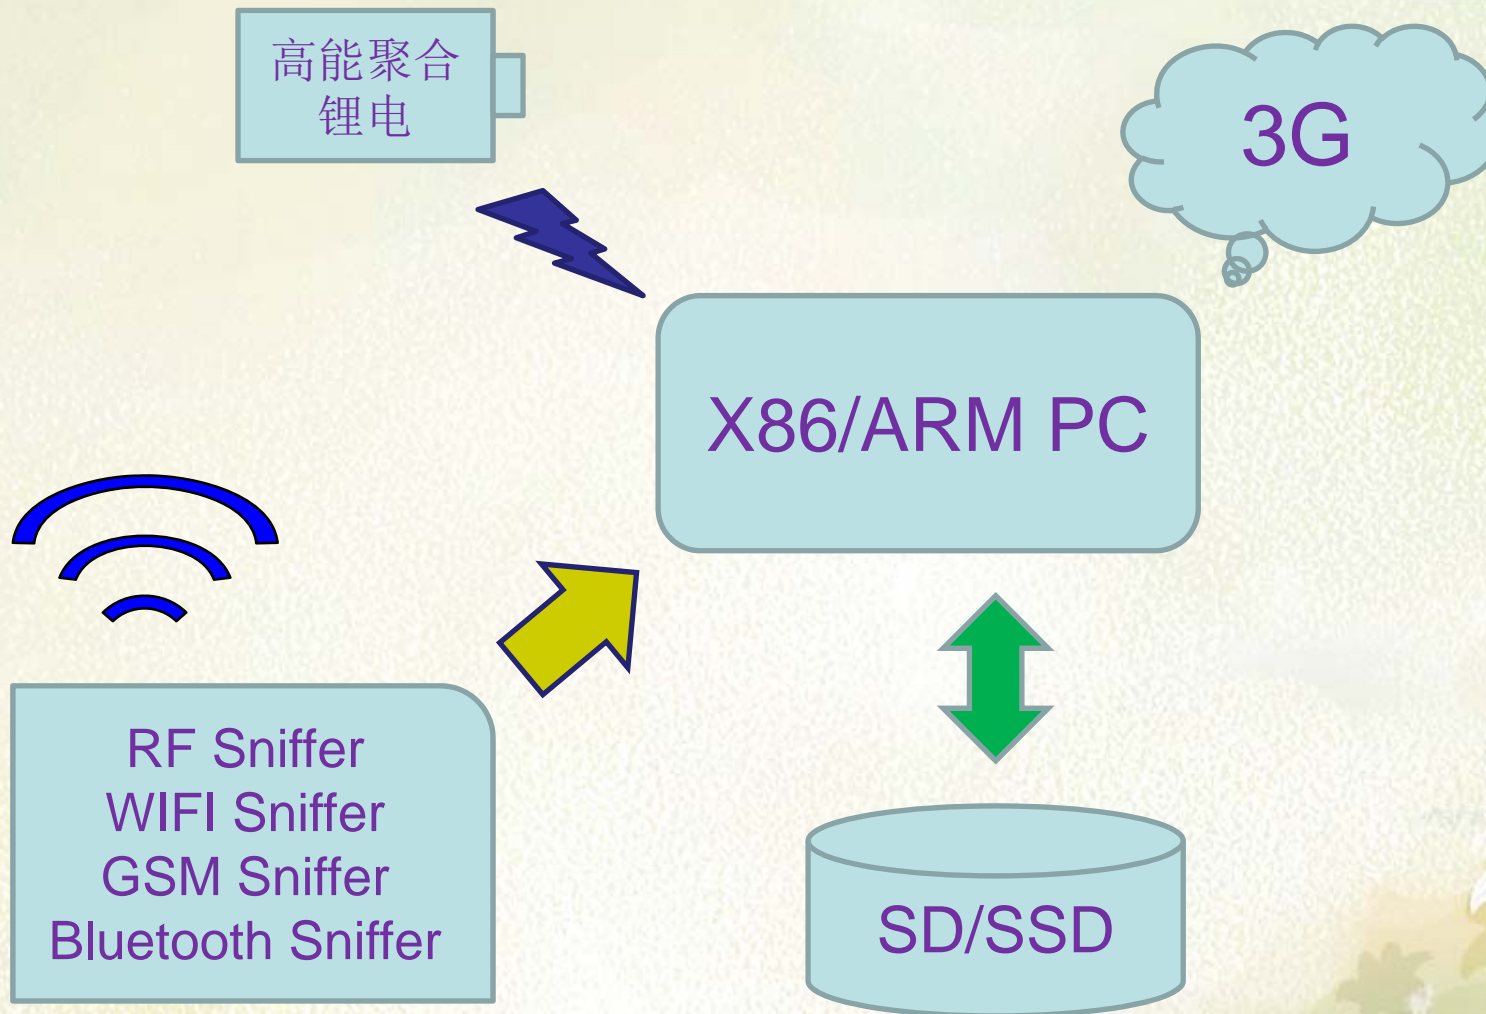 高能聚合
锂电
3G
X86/ARM PC
RF Sniffer
WIFI Sniffer
GSM Sniffer
Bluetooth Sniffer
SD/SSD